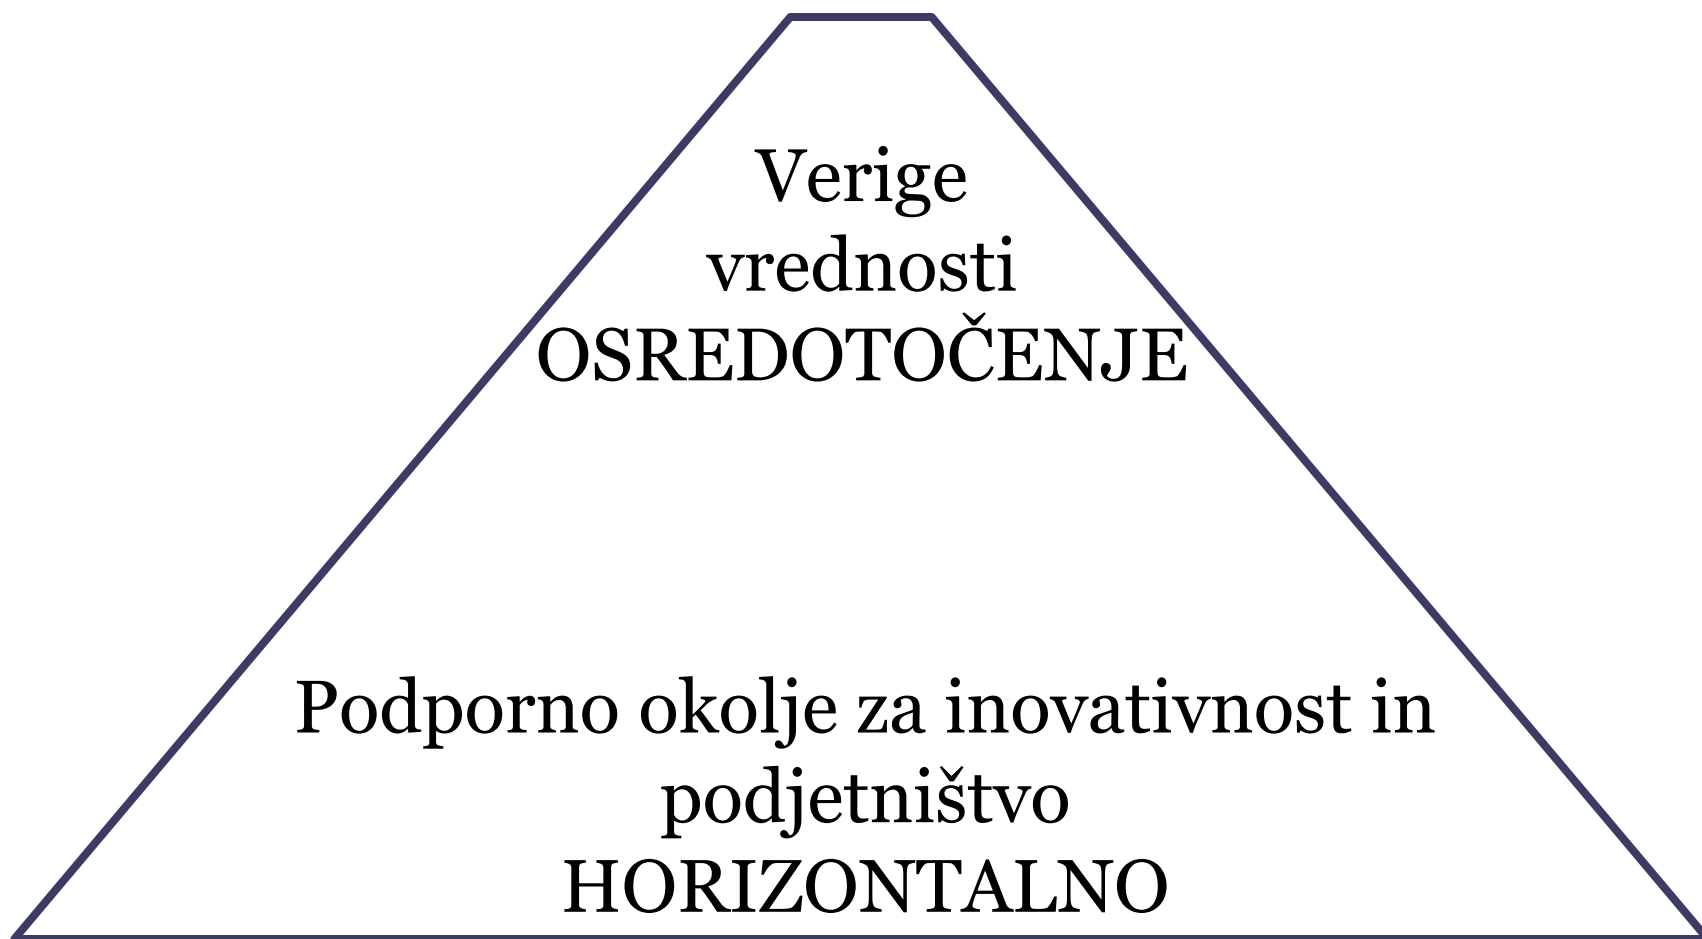 Verige
vrednosti
OSREDOTOČENJE
Podporno okolje za inovativnost in
podjetništvo
HORIZONTALNO